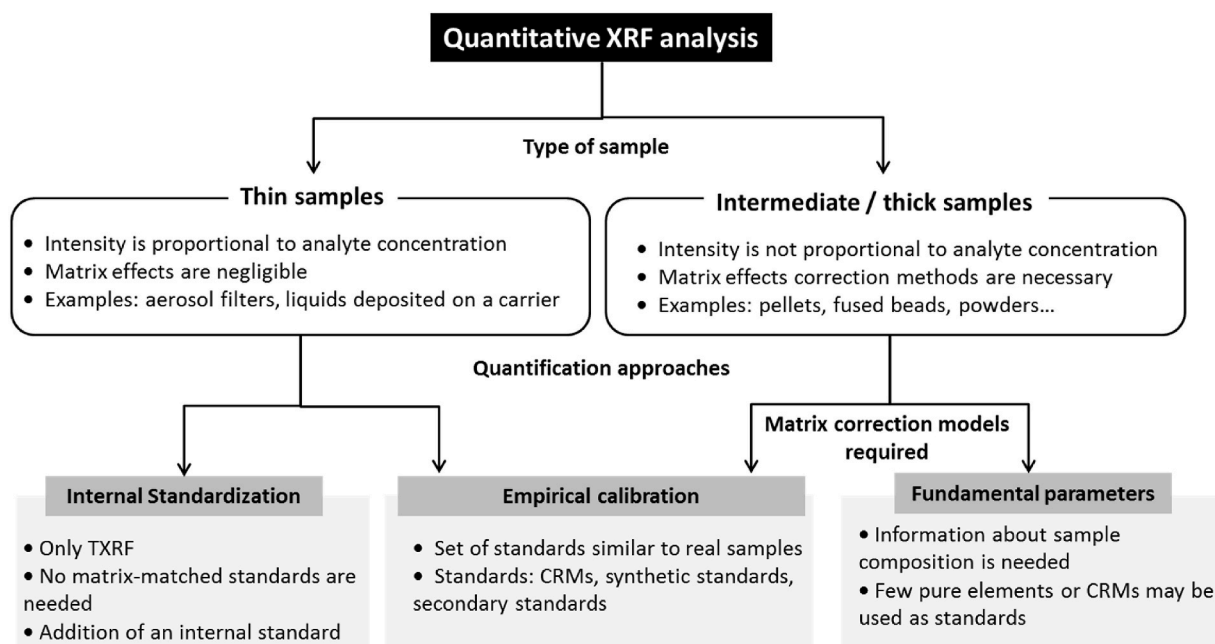 Quantitative XRF analysis
Type of sample
Thin samples
• Intensity is proportional to analyte concentration
• Matrix effects are negligible
• Examples: aerosol filters, liquids deposited on a carrier
Intermediate / thick samples
• Intensity is not proportional to analyte concentration
• Matrix effects correction methods are necessary
• Examples: pellets, fused beads, powders…
Quantification approaches
Matrix correction models
required
Internal Standardization
• Only TXRF
• No matrix-matched standards are
needed
• Addition of an internal standard
Empirical calibration
• Set of standards similar to real samples
• Standards: CRMs, synthetic standards,
secondary standards
Fundamental parameters
• Information about sample
composition is needed
• Few pure elements or CRMs may be
used as standards